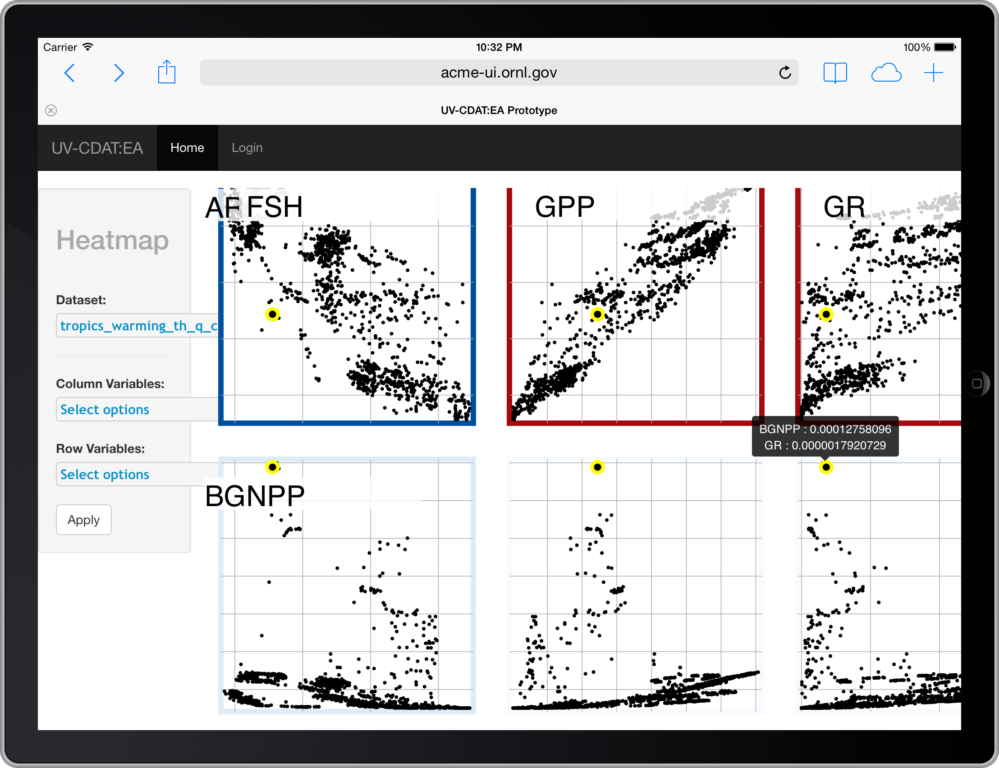 Carrier
10:32 PM
100%
acme-ui.ornl.gov
UV-CDAT:EA Prototype
UV-CDAT:EA
Home
Login
Heatmap
Dataset:
tropics_warming_th_q_c
Column Variables:
Select options
Row Variables:
Select options
Apply
AR
FSH
GPP
GR
BGNPP : 0.00012758096
GR : 0.0000017920729
BGNPP